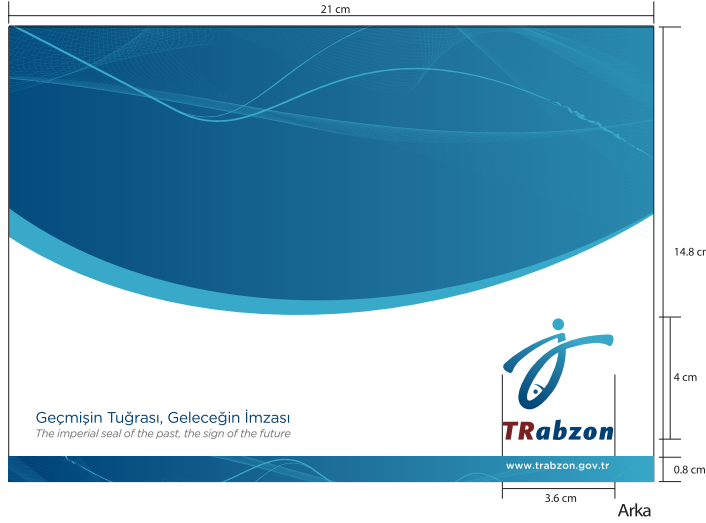 21 cm
14.8 cr
4 cm
TRabzon
Geçmişin Tuğrası, Geleceğin İmzası
The imperial seal of the past, the sign of the future
www.trabzon.gov.tr
0.8 cm
3.6 cm
Arka